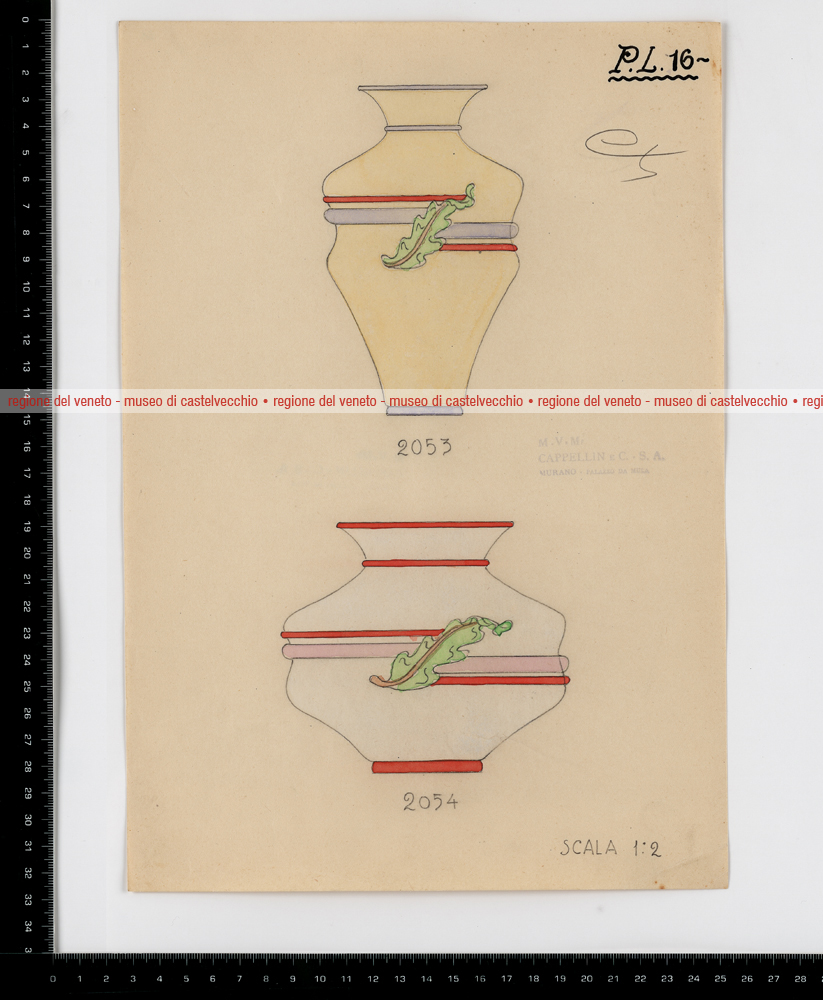 P.L. 16~
regione del veneto - museo di castelvecchio • regione del veneto - museo di castelvecchio • regione del veneto - museo di castelvecchio • regi
2053
M.V.M.
CAPPELLIN & C. - S. A.
MURANO -
2054
SCALA 1:2
0 1 2 3 4 5 6 7 8 9 10 11 12 13 15 16 17 18 19 20 21 22 23 24 25 26 27 28 29 30 31 32 33 34 3
0 1 2 3 4 5 6 7 8 9 10 11 12 13 14 15 16 17 18 19 20 21 22 23 24 25 26 27 28